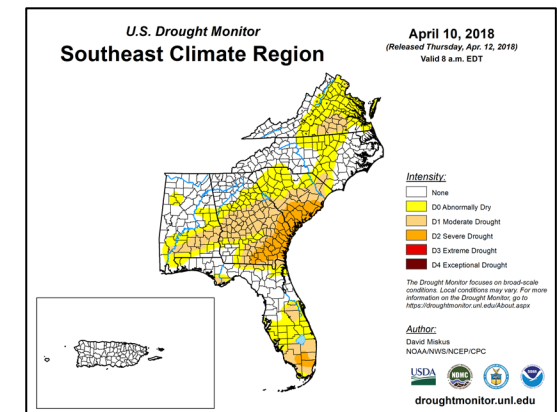 U.S. Drought Monitor
Southeast Climate Region
April 10, 2018
(Released Thursday, Apr. 12, 2018)
Valid 8 a.m. EDT
Intensity:
None
D0 Abnormally Dry
D1 Moderate Drought
D2 Severe Drought
D3 Extreme Drought
D4 Exceptional Drought
The Drought Monitor focuses on broad-scale
conditions. Local conditions may vary. For more
information on the Drought Monitor, go to
https://droughtmonitor.unl.edu/About.aspx
Author:
David Miskus
NOAA/NWS/NCEP/CPC
USDA
NDMC
NOAA
droughtmonitor.unl.edu